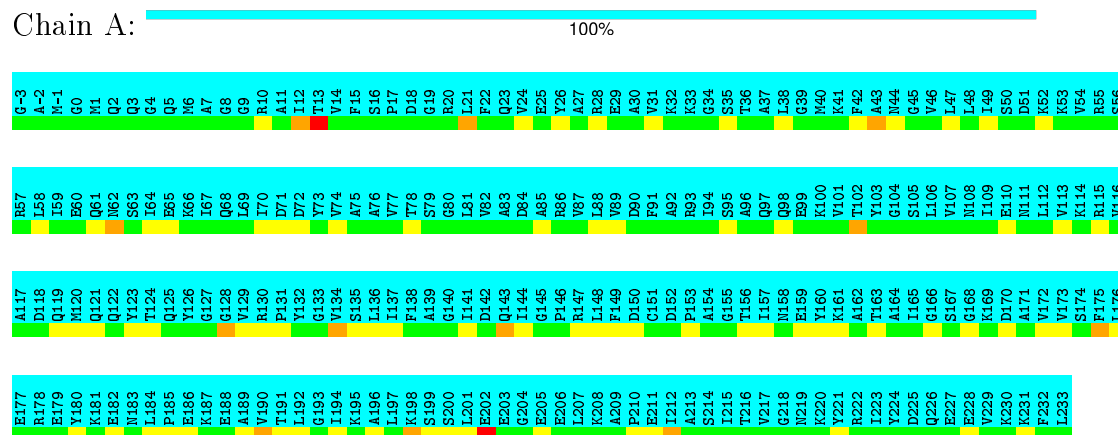 Chain A:
100%
G-3 A-2 M-1 G0 M1 Q2 Q3 G4 Q5 M6 A7 G8 G9 R10 A11 I12 T13 V14 F15 S16 P17 D18 G19 R20 L21 F22 Q23 V24 E25 Y26 A27 R28 E29 A30 V31 K32 K33 G34 S35 T36 A37 L38 G39 M40 K41 F42 A43 N44 G45 V46 L47 L48 I49 S50 D51 K52 K53 V54 R55
R57 L58 I59 E60 Q61 N62 S63 I64 E65 K66 I67 Q68 L69 I70 D71 D72 Y73 V74 A75 A76 V77 T78 S79 G80 L81 V82 A83 D84 A85 R86 V87 L88 V89 D90 F91 A92 R93 I94 S95 A96 Q97 Q98 E99 K100 V101 T102 Y103 G104 S105 L106 V107 N108 I109 E110 N111 L112 V113 K114 R115
A117 D118 Q119 M120 Q121 Q122 Y123 T124 Q125 Y126 G127 G128 V129 R130 P131 Y132 G133 V134 S135 L136 I137 F138 A139 G140 I141 D142 Q143 I144 G145 P146 R147 L148 F149 D150 C151 D152 P153 A154 G155 T156 I157 N158 E159 Y160 K161 A162 T163 A164 I165 G166 S167 G168 K169 D170 A171 V172 V173 S174 F175 L176
E177 R178 E179 Y180 K181 E182 N183 L184 P185 E186 K187 E188 A189 V190 T191 L192 G193 I194 K195 A196 L197 K198 S199 S200 L201 E202 E203 G204 E205 E206 L207 K208 A209 P210 E211 I212 A213 S214 I215 T216 V217 G218 N219 K220 Y221 R222 I223 Y224 D225 Q226 E227 E228 V229 K230 K231 F232 L233